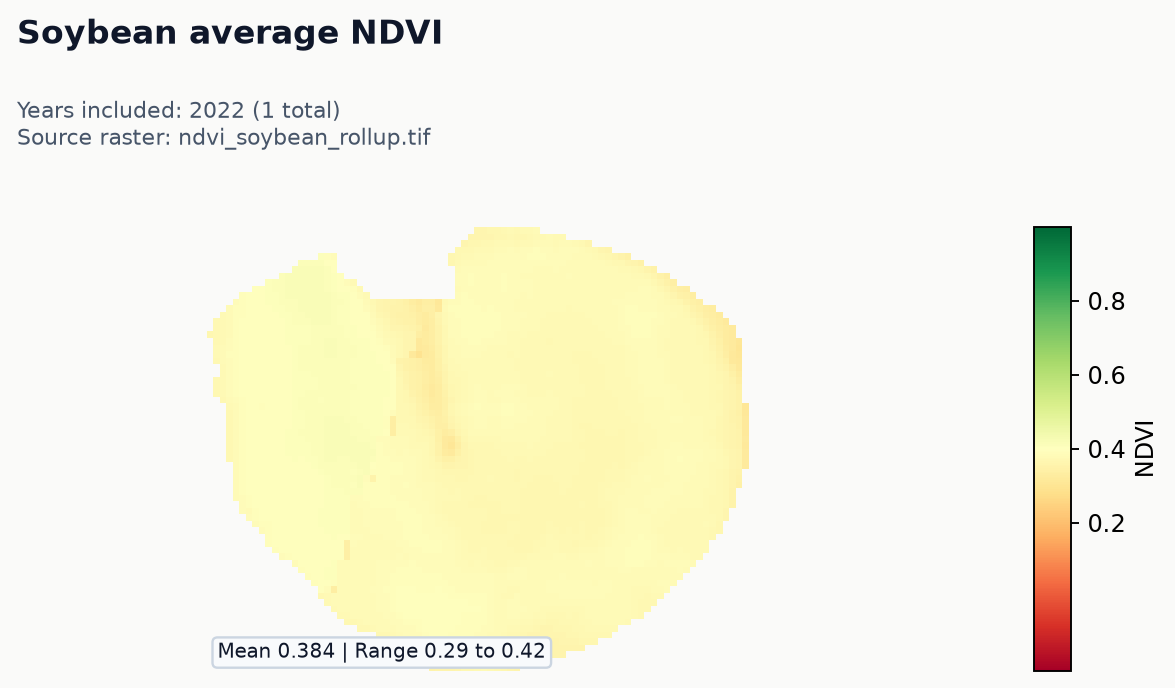 Soybean average NDVI
Years included: 2022 (1 total)
Source raster: ndvi_soybean_rollup.tif
0.8
0.6
0.4
0.2
NDVI
Mean 0.384 | Range 0.29 to 0.42